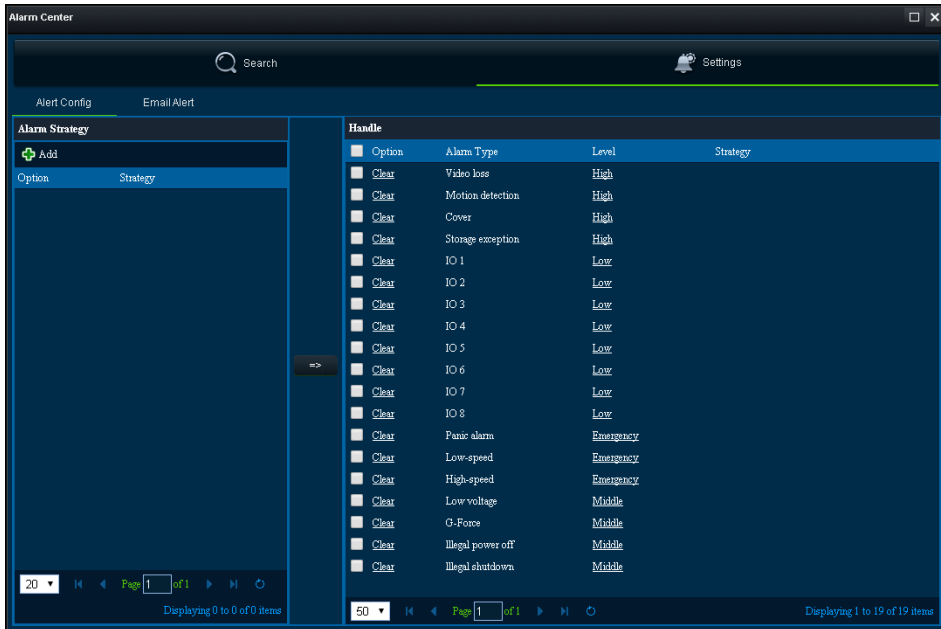 Alarm Center
Search
Settings
Alert Config Email Alert
Alarm Strategy
Add
Option Strategy
20 Page 1 of 1
Displaying 0 to 0 of 0 items
=>
Handle
Option Alarm Type Level Strategy
Clear Video loss High
Clear Motion detection High
Clear Cover High
Clear Storage exception High
Clear IO 1 Low
Clear IO 2 Low
Clear IO 3 Low
Clear IO 4 Low
Clear IO 5 Low
Clear IO 6 Low
Clear IO 7 Low
Clear IO 8 Low
Clear Panic alarm Emergency
Clear Low-speed Emergency
Clear High-speed Emergency
Clear Low voltage Middle
Clear G-Force Middle
Clear Illegal power off Middle
Clear Illegal shutdown Middle
50 Page 1 of 1 Displaying 1 to 19 of 19 items